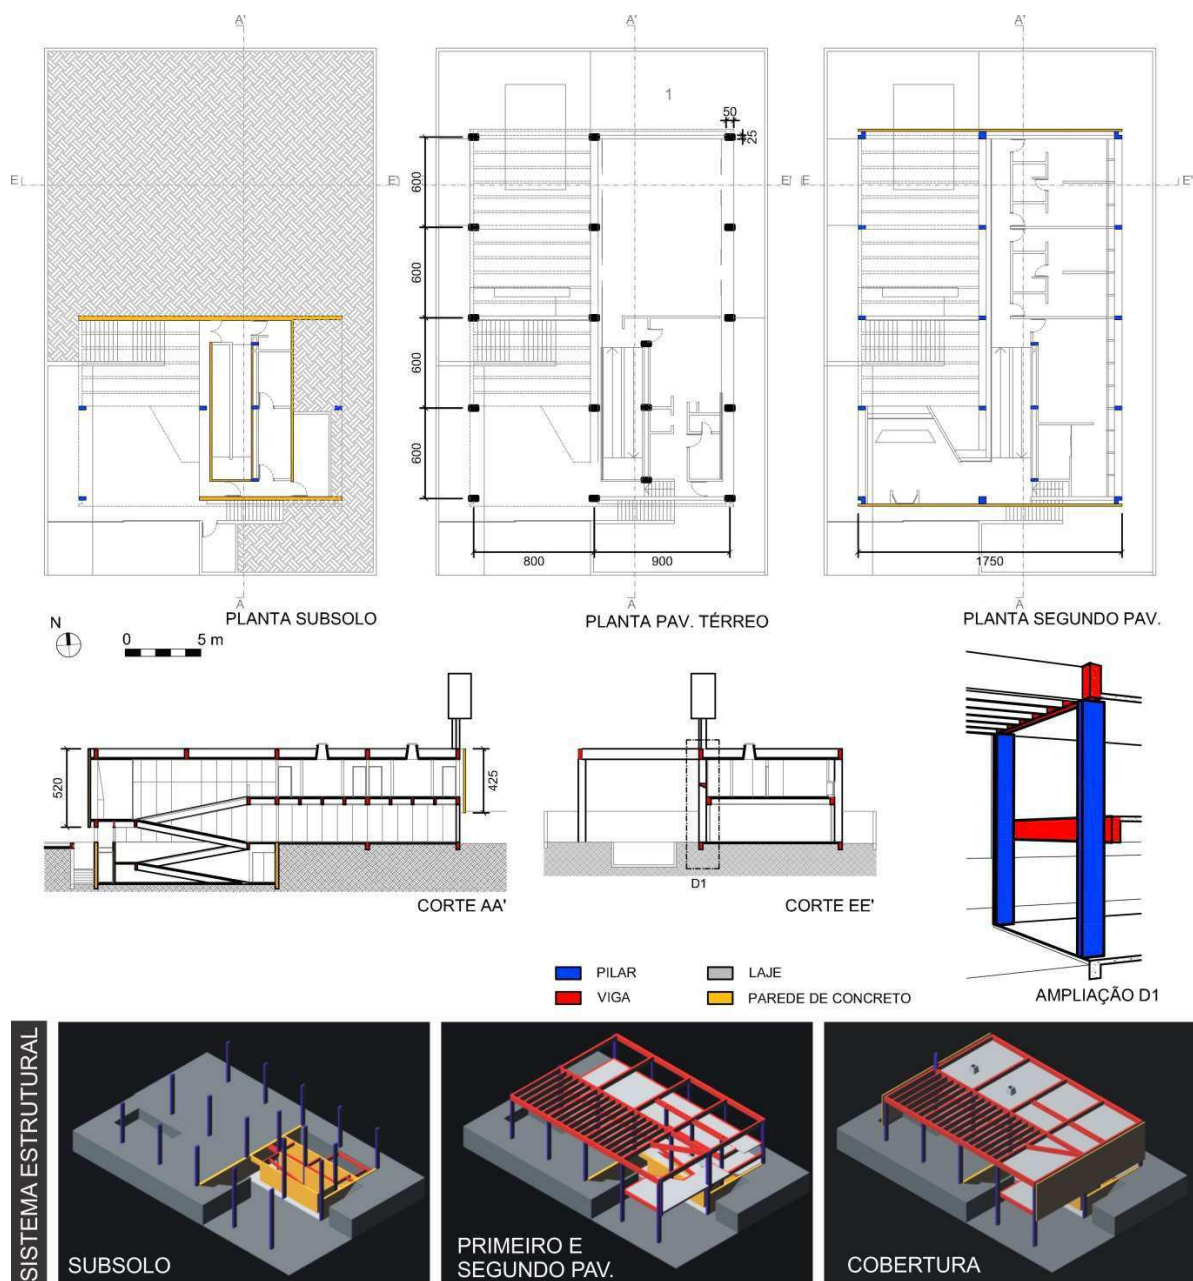 A'
A'
A'
1
50
25
E
E'
E'
E
E'
600
600
600
600
800
900
1750
A
A
A
PLANTA SUBSOLO
PLANTA PAV. TÉRREO
PLANTA SEGUNDO PAV.
N
0
5 m
520
425
D1
CORTE AA'
CORTE EE'
PILAR
LAJE
VIGA
PAREDE DE CONCRETO
AMPLIAÇÃO D1
SISTEMA ESTRUTURAL
SUBSOLO
PRIMEIRO E
SEGUNDO PAV.
COBERTURA